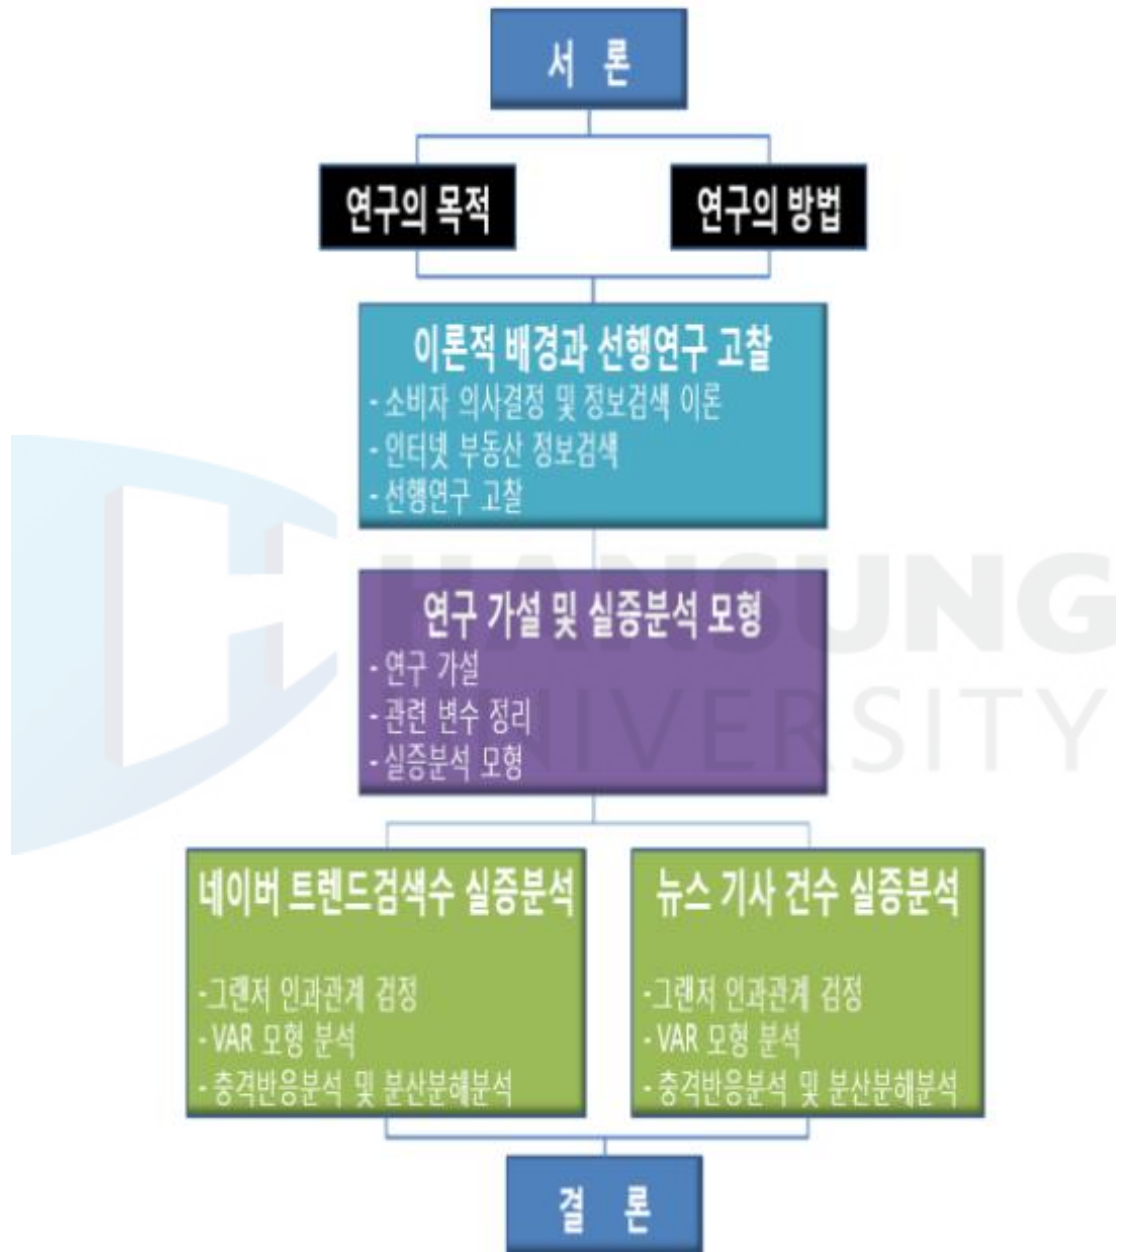 서 론
연구의 목적
연구의 방법
이론적 배경과 선행연구 고찰
- 소비자 의사결정 및 정보검색 이론
- 인터넷 부동산 정보검색
- 선행연구 고찰
연구 가설 및 실증분석 모형
- 연구 가설
- 관련 변수 정리
- 실증분석 모형
HANSUNG
UNIVERSITY
네이버 트렌드검색수 실증분석
-그랜저 인과관계 검정
- VAR 모형 분석
- 충격반응분석 및 분산분해분석
뉴스 기사 건수 실증분석
-그랜저 인과관계 검정
- VAR 모형 분석
- 충격반응분석 및 분산분해분석
결 론